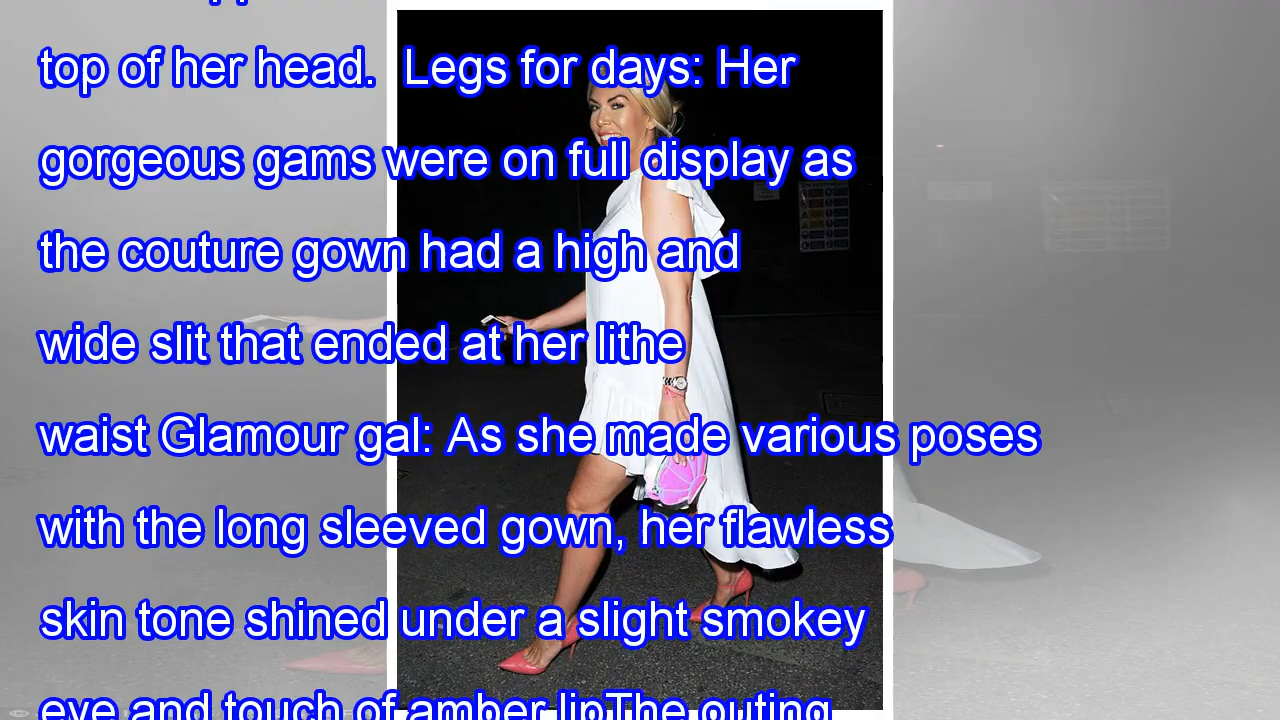 top of her head.  Legs for days: Her
gorgeous gams were on full display as
the couture gown had a high and
wide slit that ended at her lithe
waist Glamour gal: As she made various poses
with the long sleeved gown, her flawless
skin tone shined under a slight smokey
eye and touch of amber lipThe outing